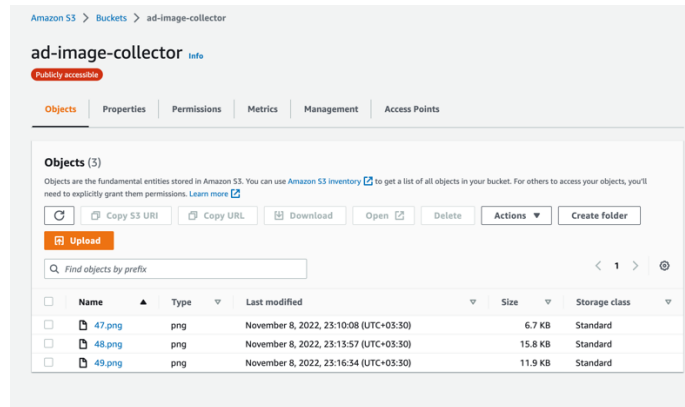 Amazon S3 > Buckets > ad-image-collector
ad-image-collector Info
Publicly accessible
Objects Properties Permissions Metrics Management Access Points
Objects (3)
Objects are the fundamental entities stored in Amazon S3. You can use Amazon S3 inventory to get a list of all objects in your bucket. For others to access your objects, you'll
need to explicitly grant them permissions. Learn more
Copy S3 URI Copy URL Download Open Delete Actions ▼ Create folder
Upload
Find objects by prefix < 1 >
Name ▲ Type ▽ Last modified ▽ Size ▽ Storage class ▽
47.png png November 8, 2022, 23:10:08 (UTC+03:30) 6.7 KB Standard
48.png png November 8, 2022, 23:13:57 (UTC+03:30) 15.8 KB Standard
49.png png November 8, 2022, 23:16:34 (UTC+03:30) 11.9 KB Standard